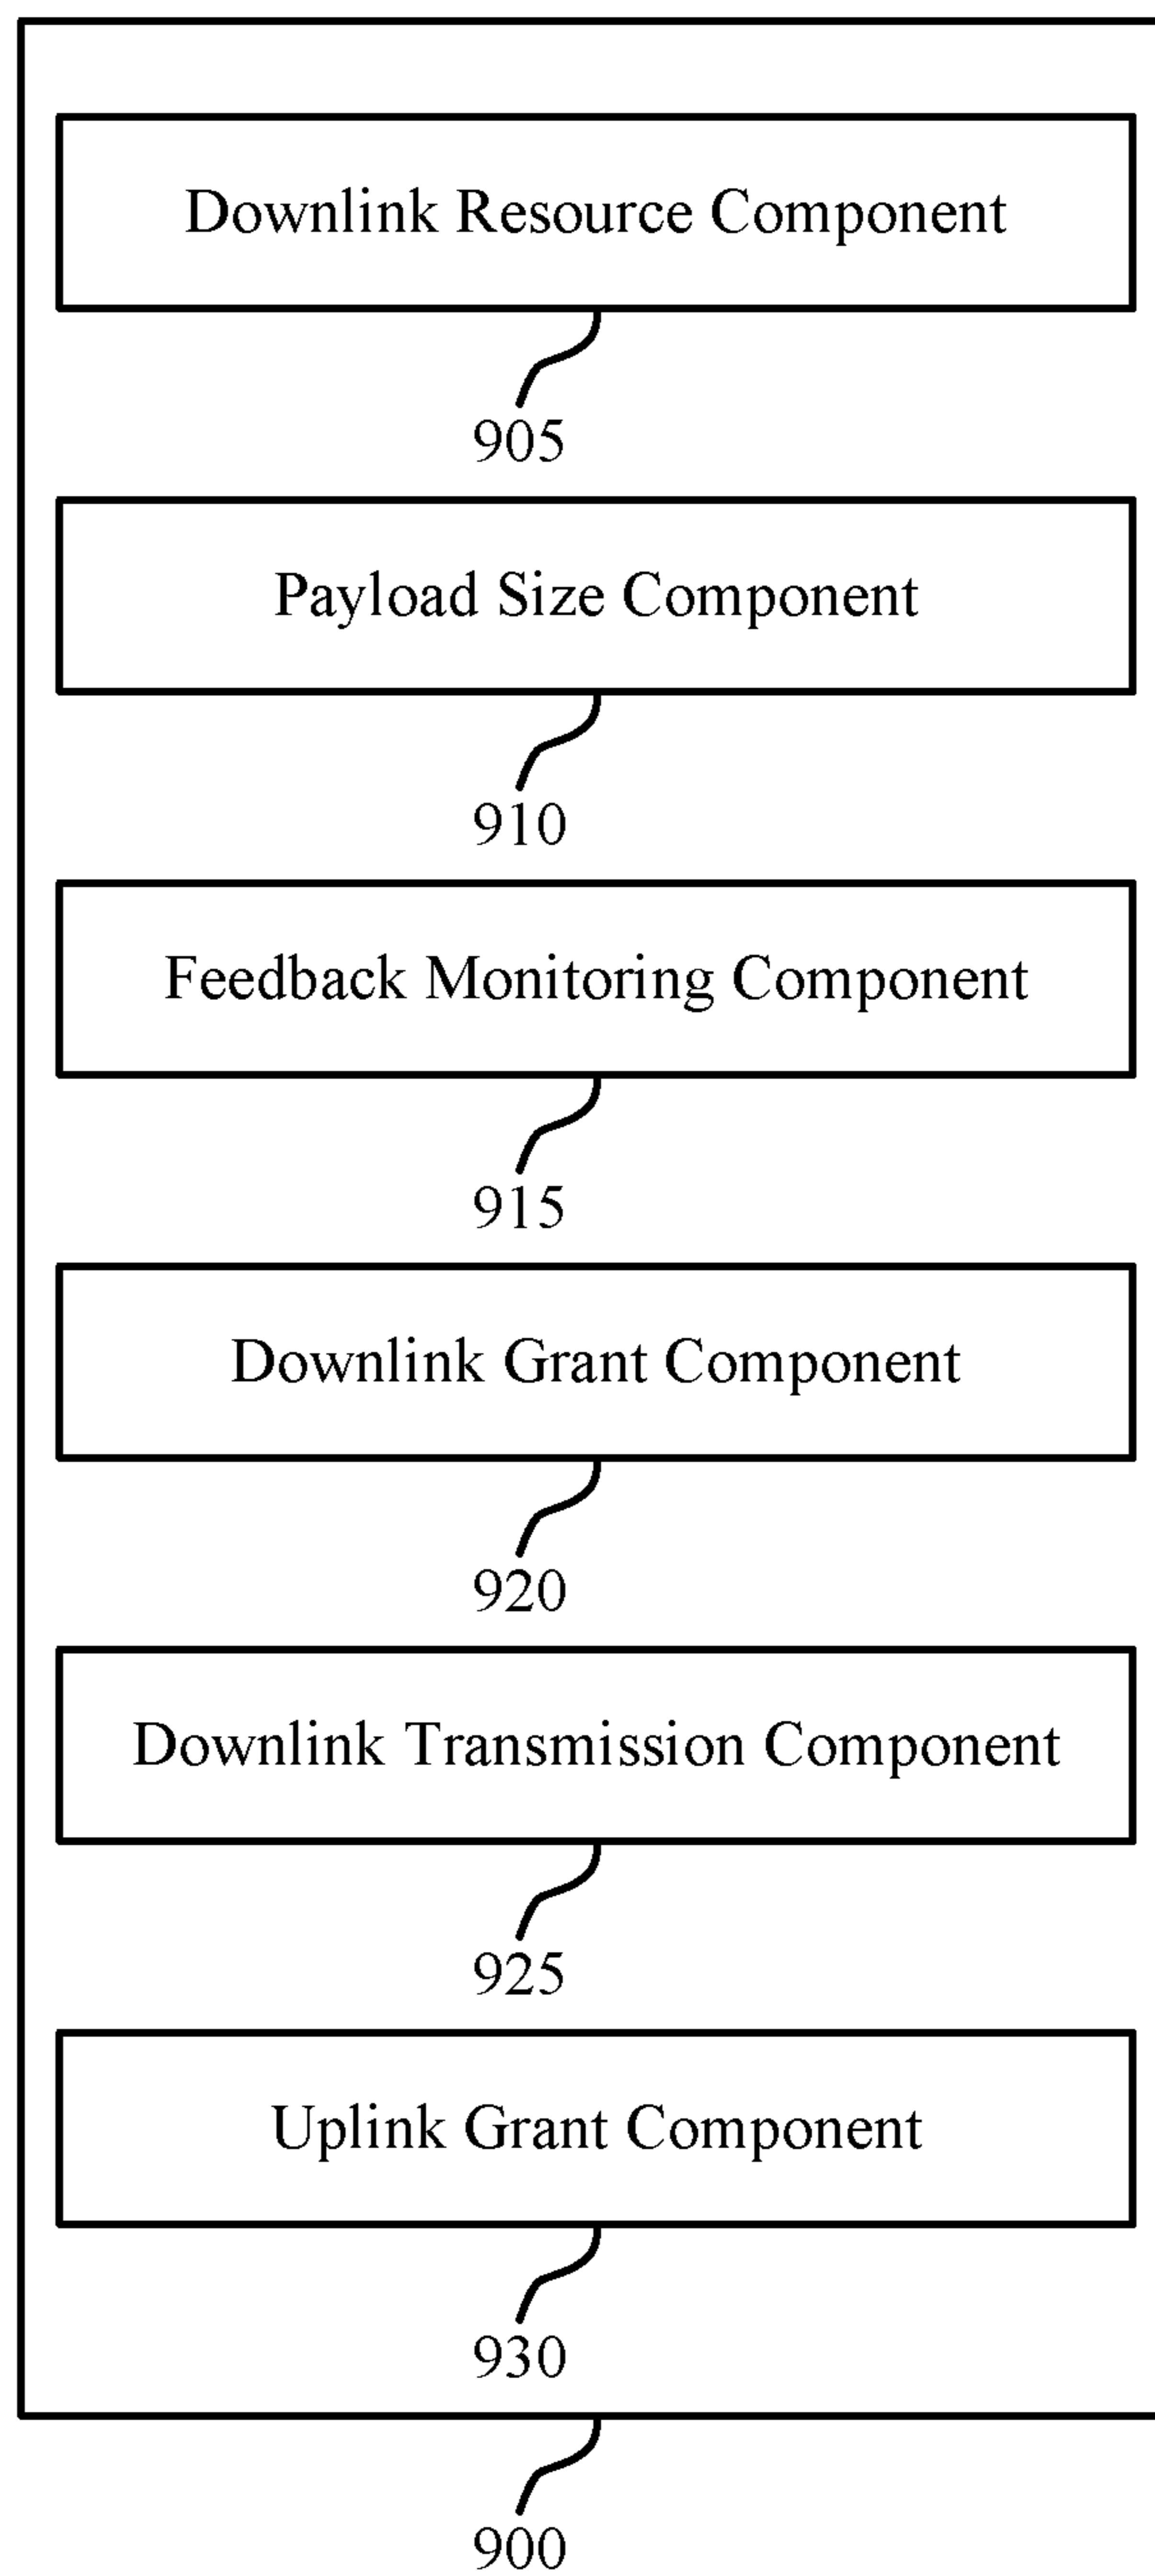 Downlink Resource Component
905
Payload Size Component
910
Feedback Monitoring Component
915
Downlink Grant Component
920
Downlink Transmission Component
925
Uplink Grant Component
930
900